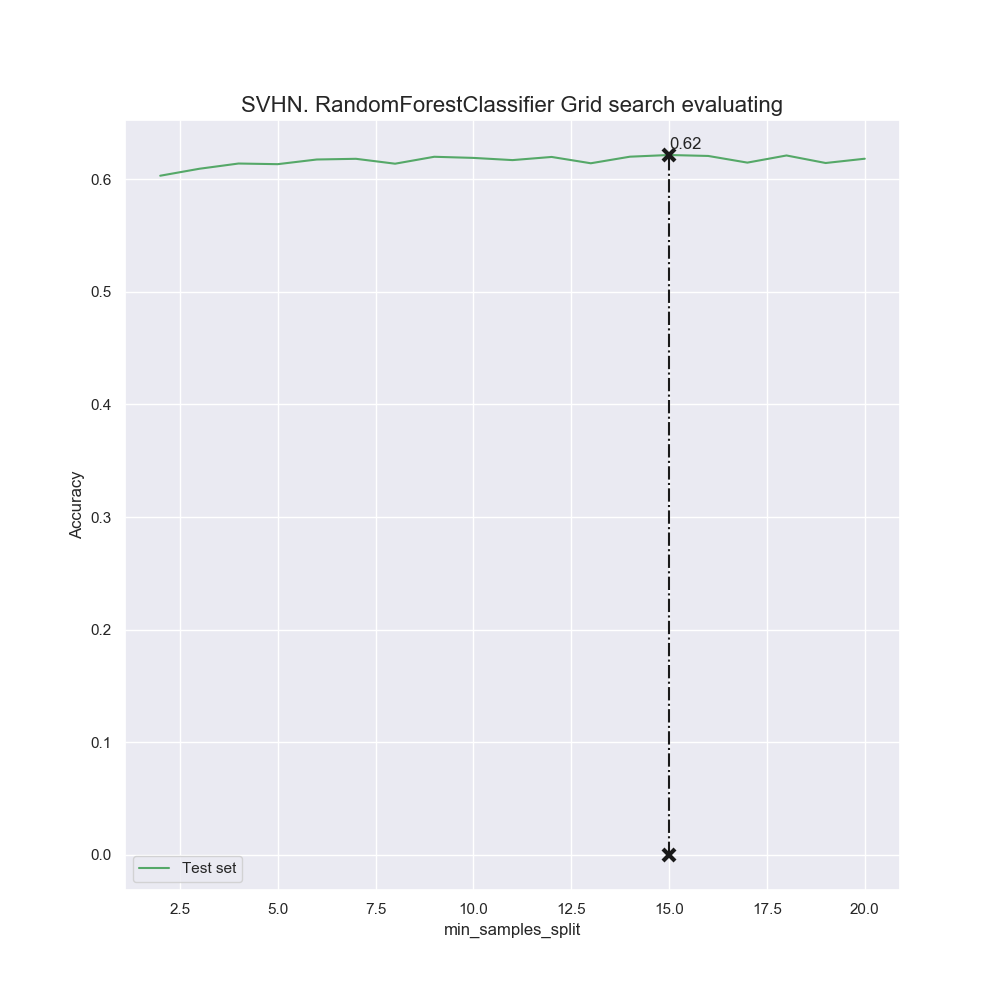 SVHN. RandomForestClassifier Grid search evaluating
0.62
0.6
0.5
0.4
0.3
0.2
0.1
0.0
Accuracy
Test set
2.5 5.0 7.5 10.0 12.5 15.0 17.5 20.0
min_samples_split